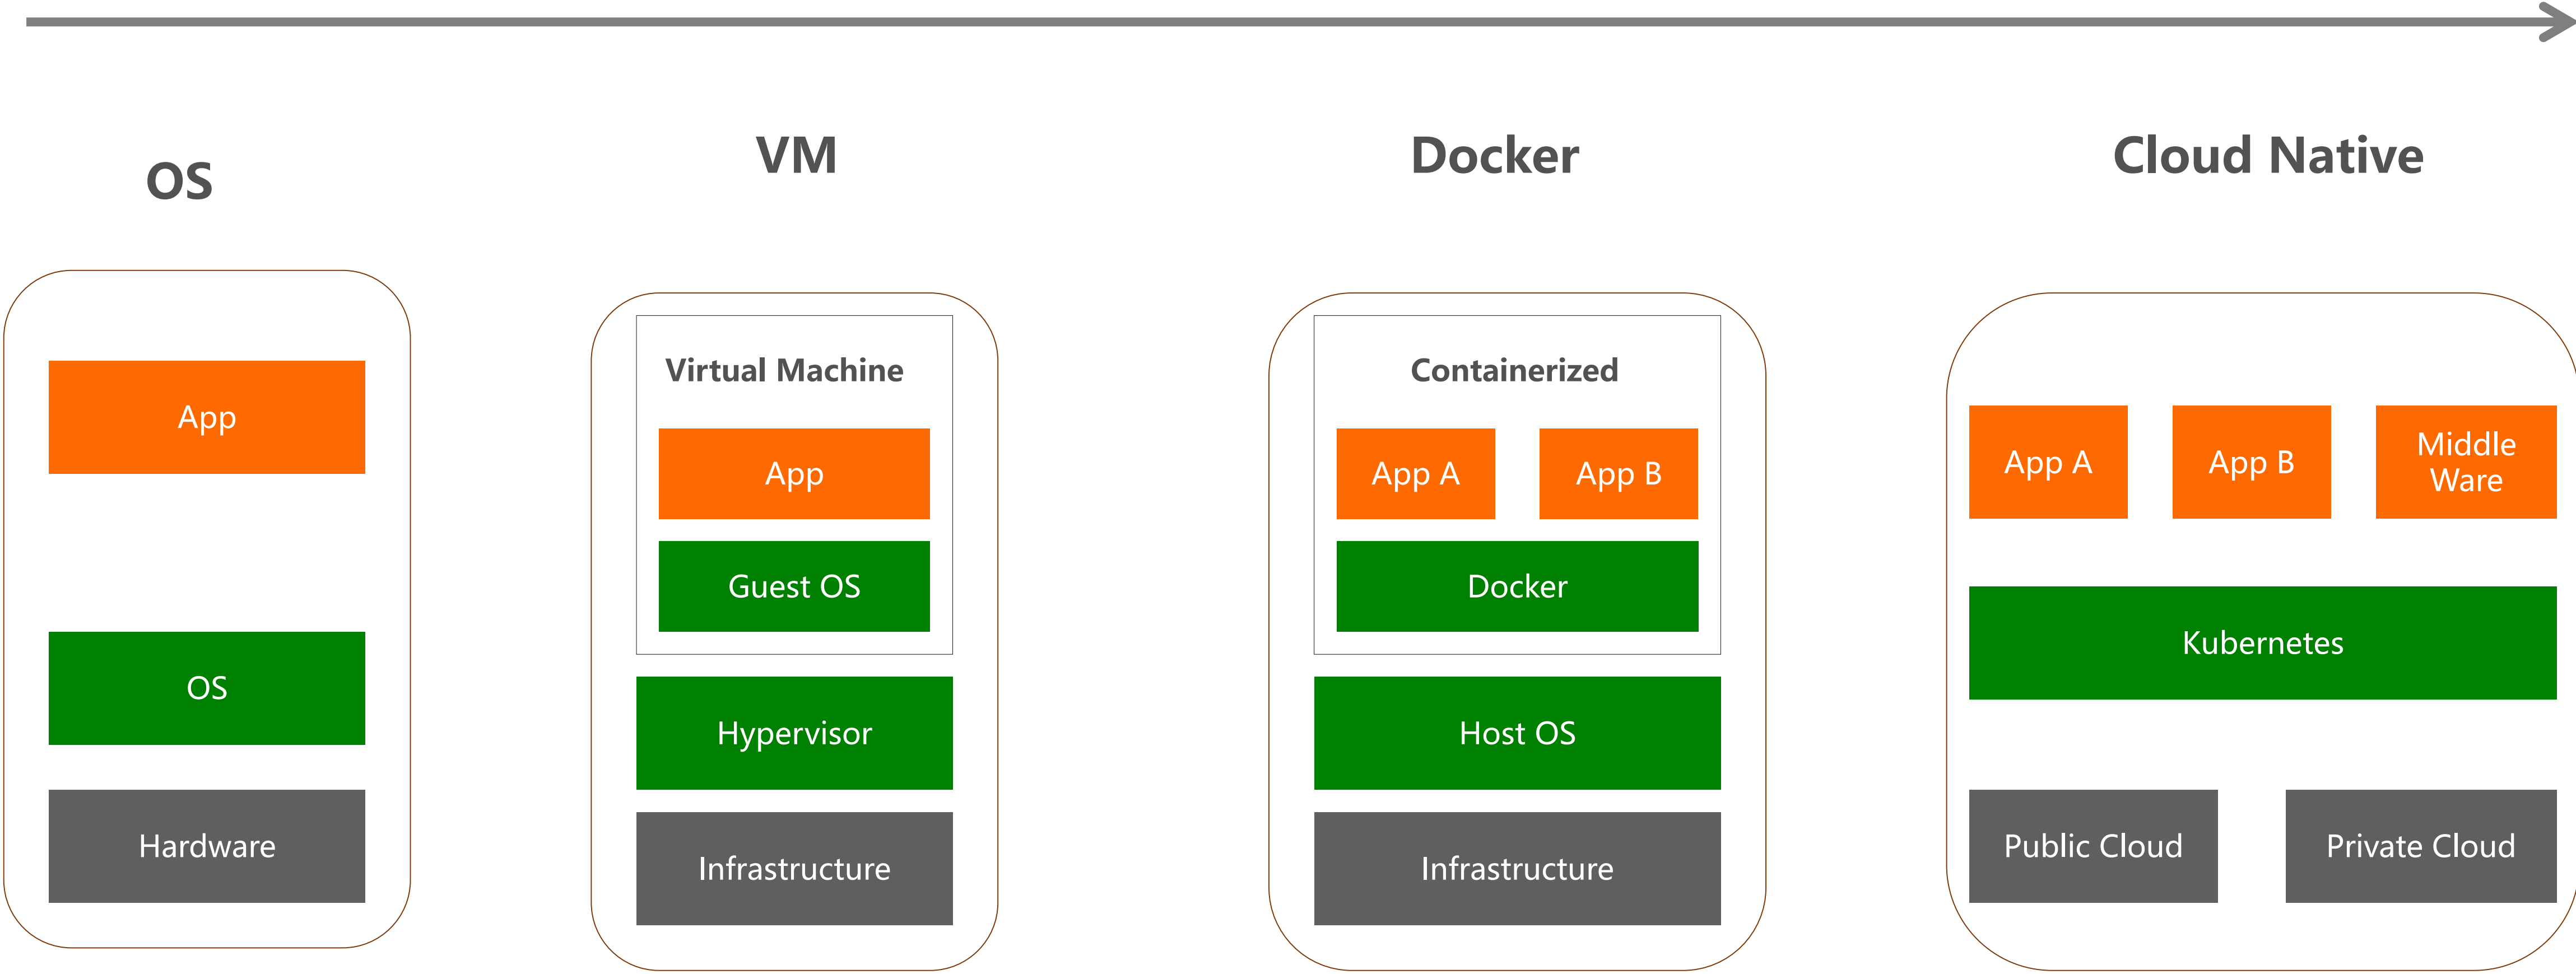 OS
VM
Docker
Cloud Native
App
OS
Hardware
Virtual Machine
App
Guest OS
Hypervisor
Infrastructure
Containerized
App A
App B
Docker
Host OS
Infrastructure
App A
App B
Middle
Ware
Kubernetes
Public Cloud
Private Cloud